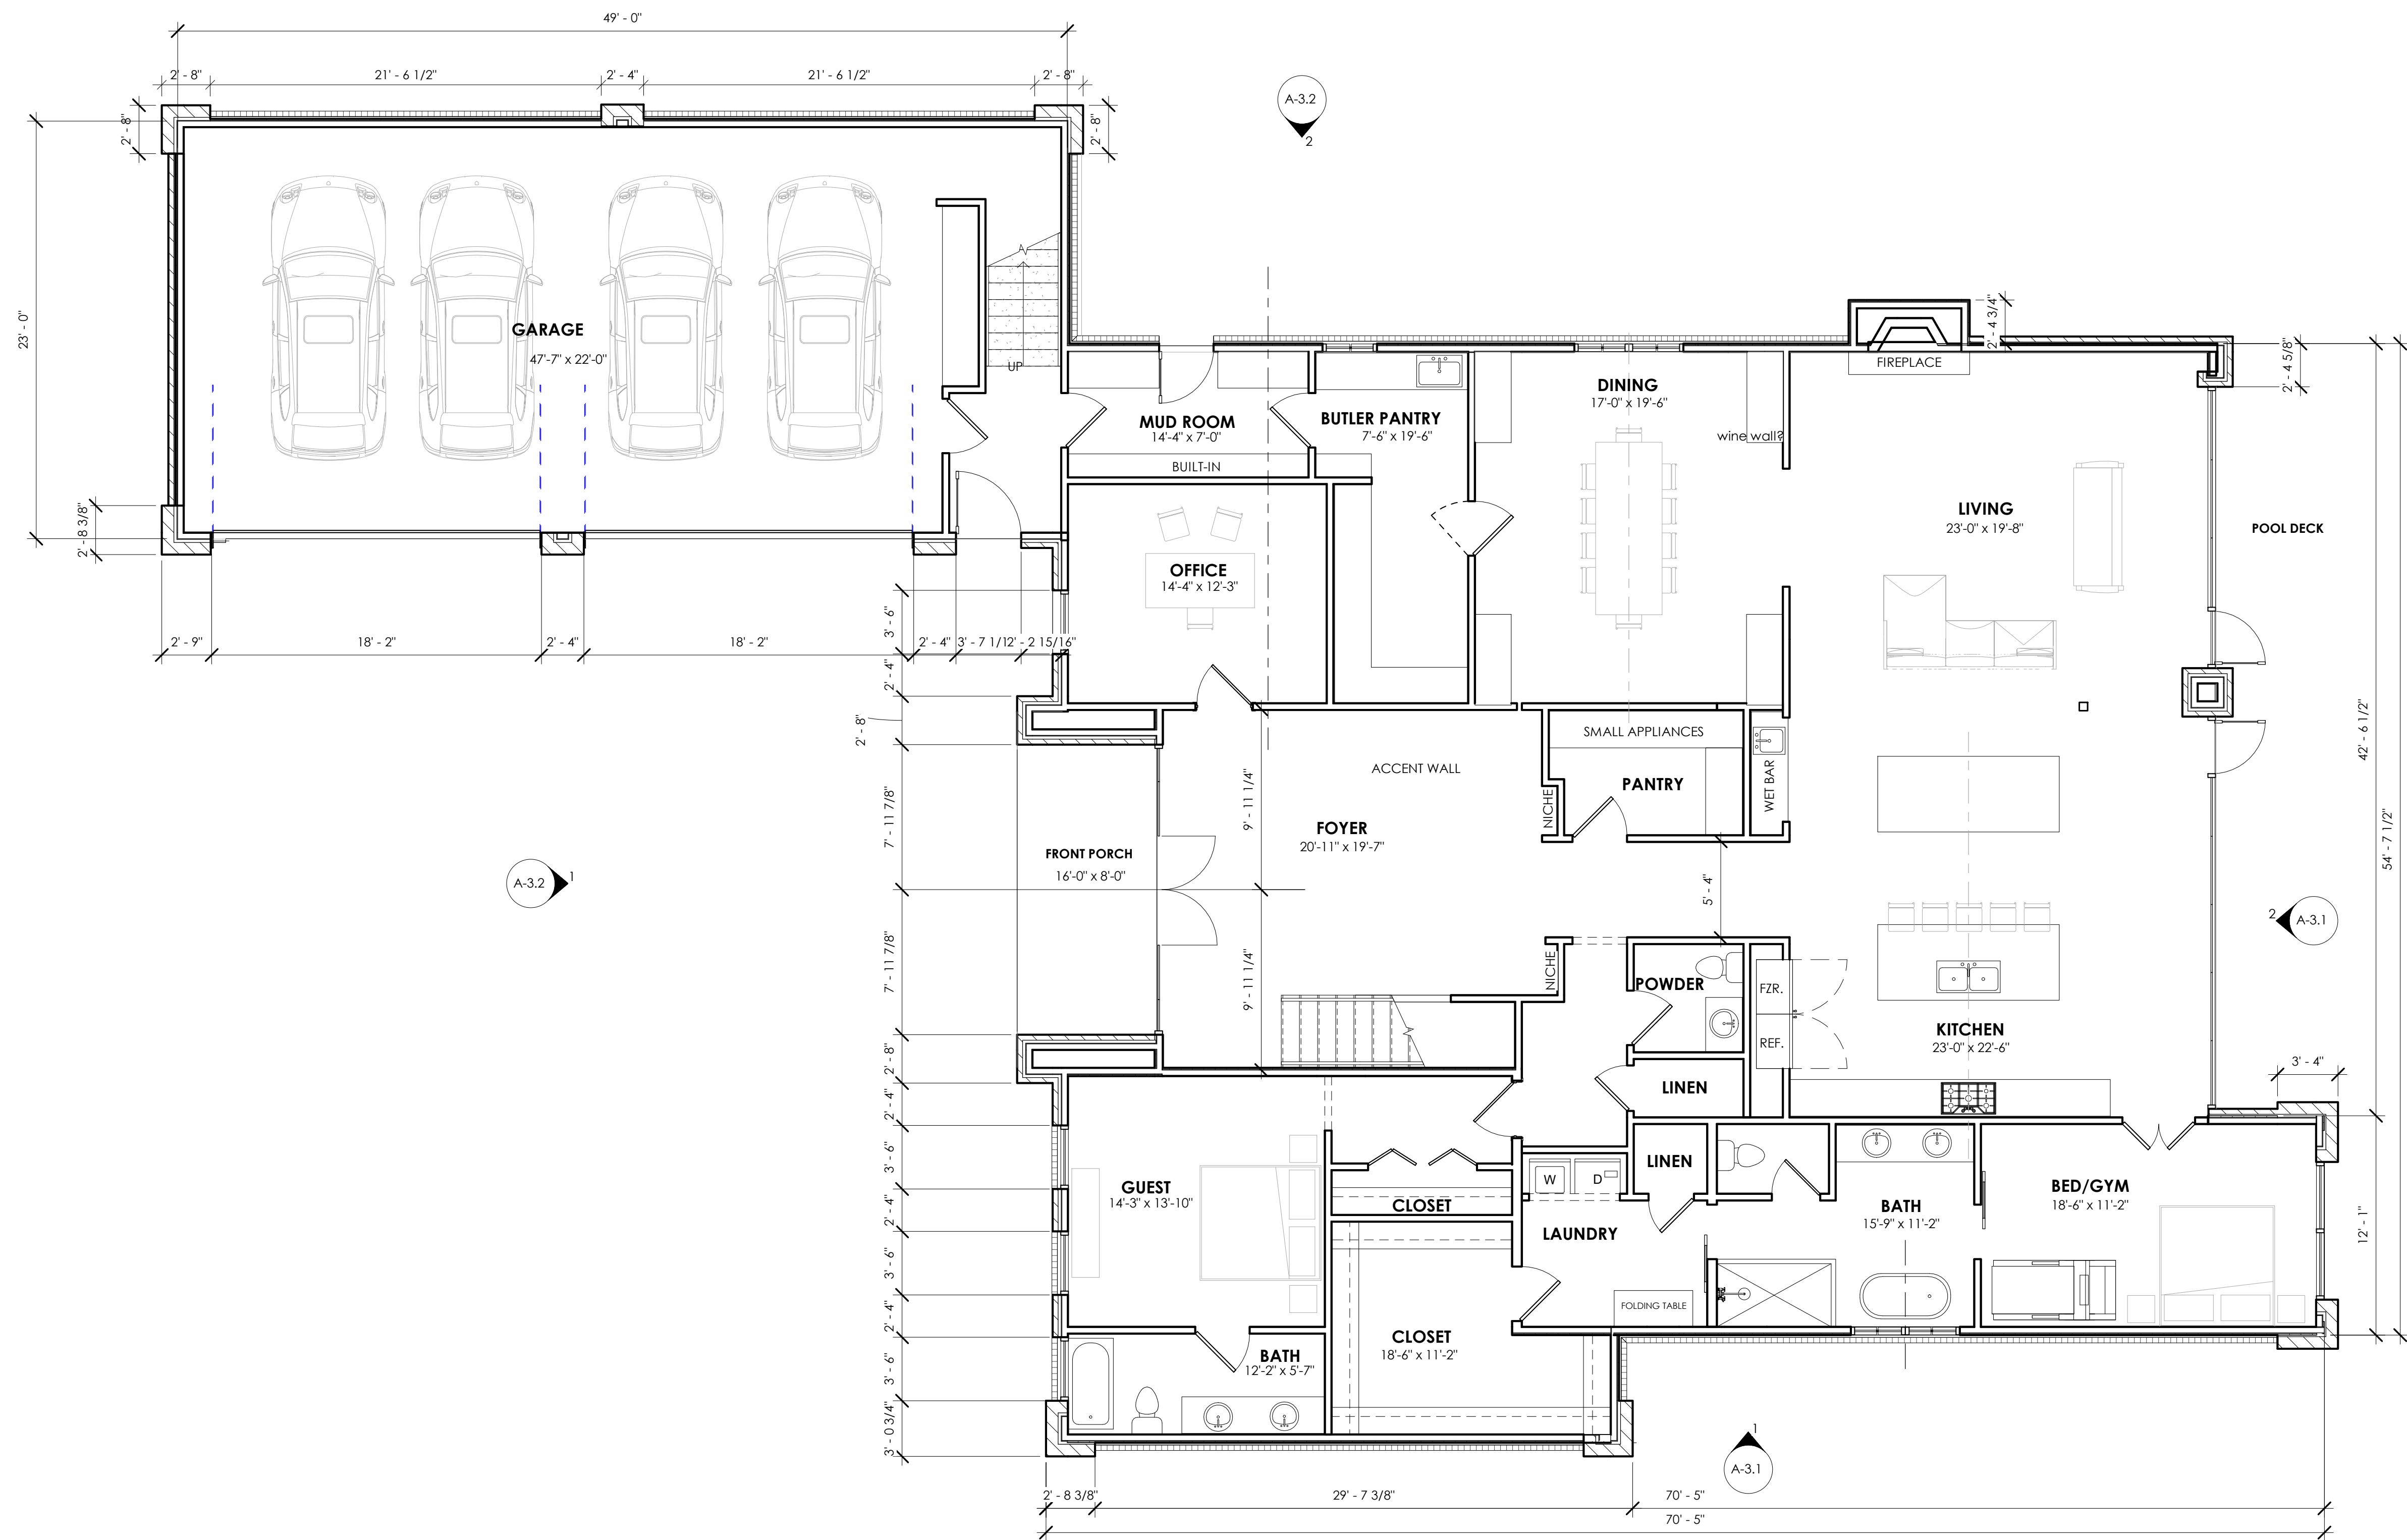 49' - 0"
2' - 8"
21' - 6 1/2"
2' - 4"
21' - 6 1/2"
2' - 8"
A-3.2
2
2' - 8"
2' - 8"
23' - 0"
GARAGE
47'-7" x 22'-0"
UP
2' - 8 3/8"
2' - 9"
18' - 2"
2' - 4"
18' - 2"
2' - 4"
3' - 7 1/12' - 2 15/16"
MUD ROOM
14'-4" x 7'-0"
BUILT-IN
BUTLER PANTRY
7'-6" x 19'-6"
DINING
17'-0" x 19'-6"
wine wall?
FIREPLACE
2' - 4 3/4"
2' - 4 5/8"
LIVING
23'-0" x 19'-8"
POOL DECK
OFFICE
14'-4" x 12'-3"
3' - 6"
2' - 4"
2' - 8"
7' - 11 7/8"
7' - 11 7/8"
2' - 8"
2' - 4"
3' - 6"
2' - 4"
3' - 6"
2' - 4"
3' - 6"
3' - 0 3/4"
A-3.2
1
FRONT PORCH
16'-0" x 8'-0"
9' - 11 1/4"
9' - 11 1/4"
ACCENT WALL
FOYER
20'-11" x 19'-7"
NICHE
NICHE
SMALL APPLIANCES
PANTRY
WET BAR
5' - 4"
POWDER
FZR.
REF.
LINEN
KITCHEN
23'-0" x 22'-6"
42' - 6 1/2"
54' - 7 1/2"
2
A-3.1
3' - 4"
12' - 1"
GUEST
14'-3" x 13'-10"
CLOSET
W
D
LINEN
LAUNDRY
BATH
15'-9" x 11'-2"
BED/GYM
18'-6" x 11'-2"
FOLDING TABLE
CLOSET
18'-6" x 11'-2"
BATH
12'-2" x 5'-7"
1
A-3.1
2' - 8 3/8"
29' - 7 3/8"
70' - 5"
70' - 5"